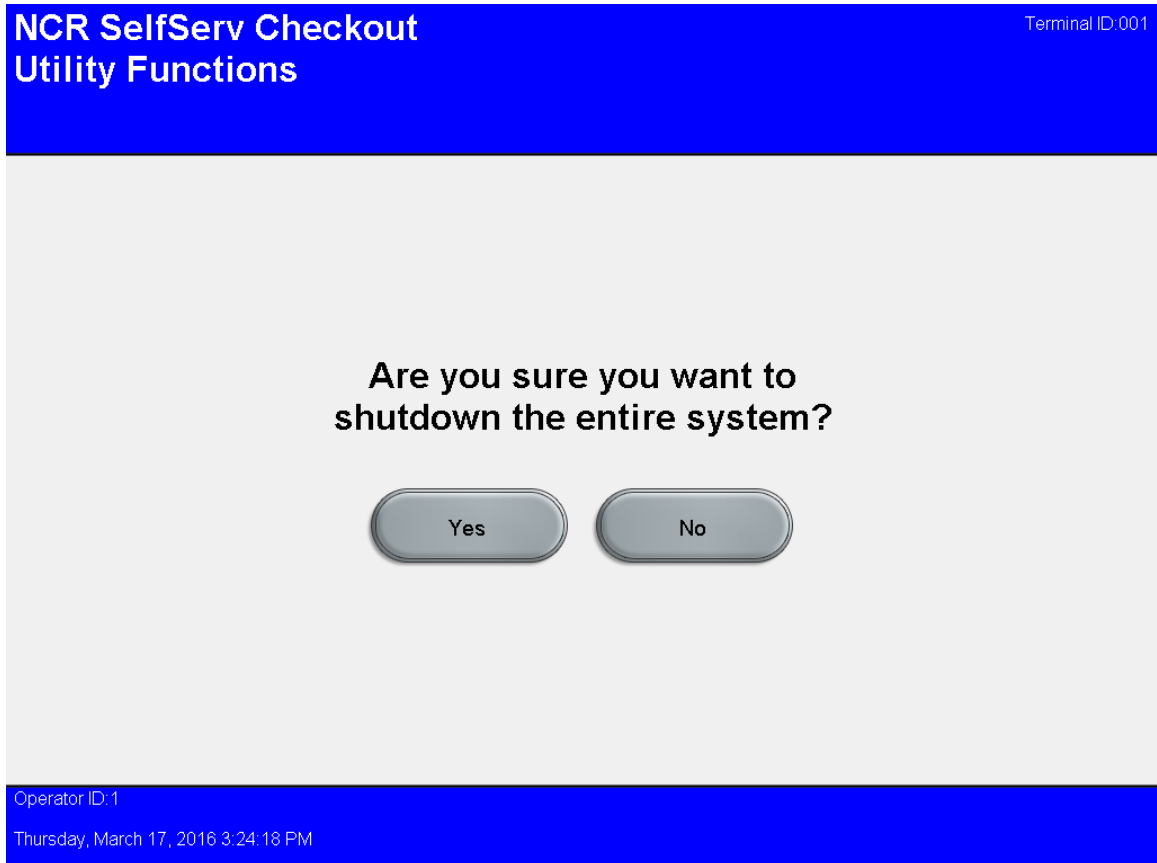 NCR SelfServ Checkout
Utility Functions
Terminal ID:001
Are you sure you want to
shutdown the entire system?
Yes
No
Operator ID:1
Thursday, March 17, 2016 3:24:18 PM